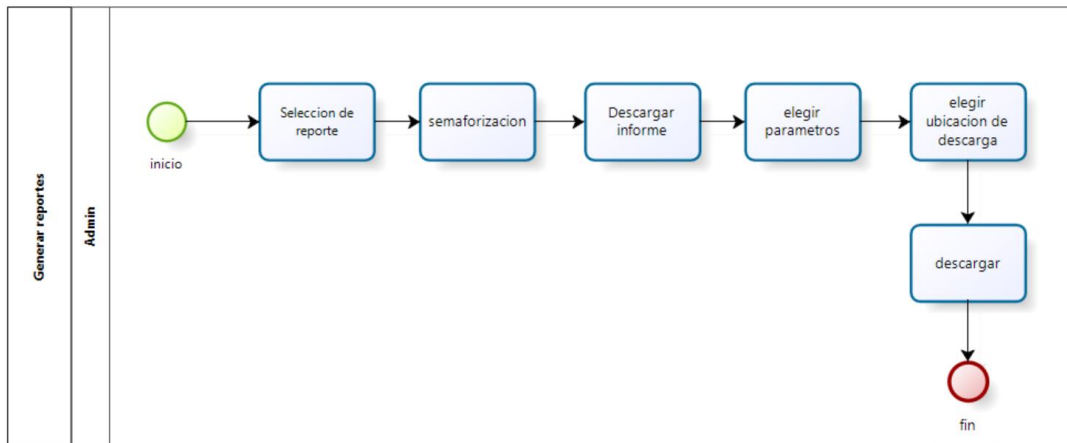 Generar reportes
Admin
inicio
Seleccion de
reporte
semaforizacion
Descargar
informe
elegir
parametros
elegir
ubicacion de
descarga
descargar
fin